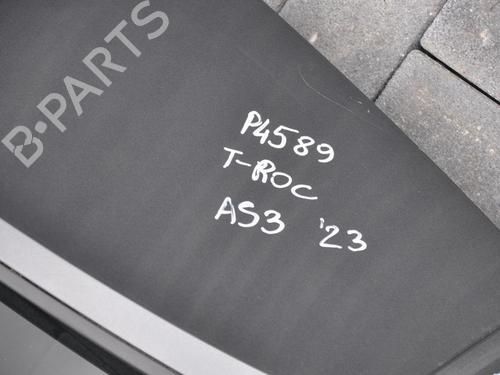 B-PARTS
P4589
T-ROC
AS3 '23